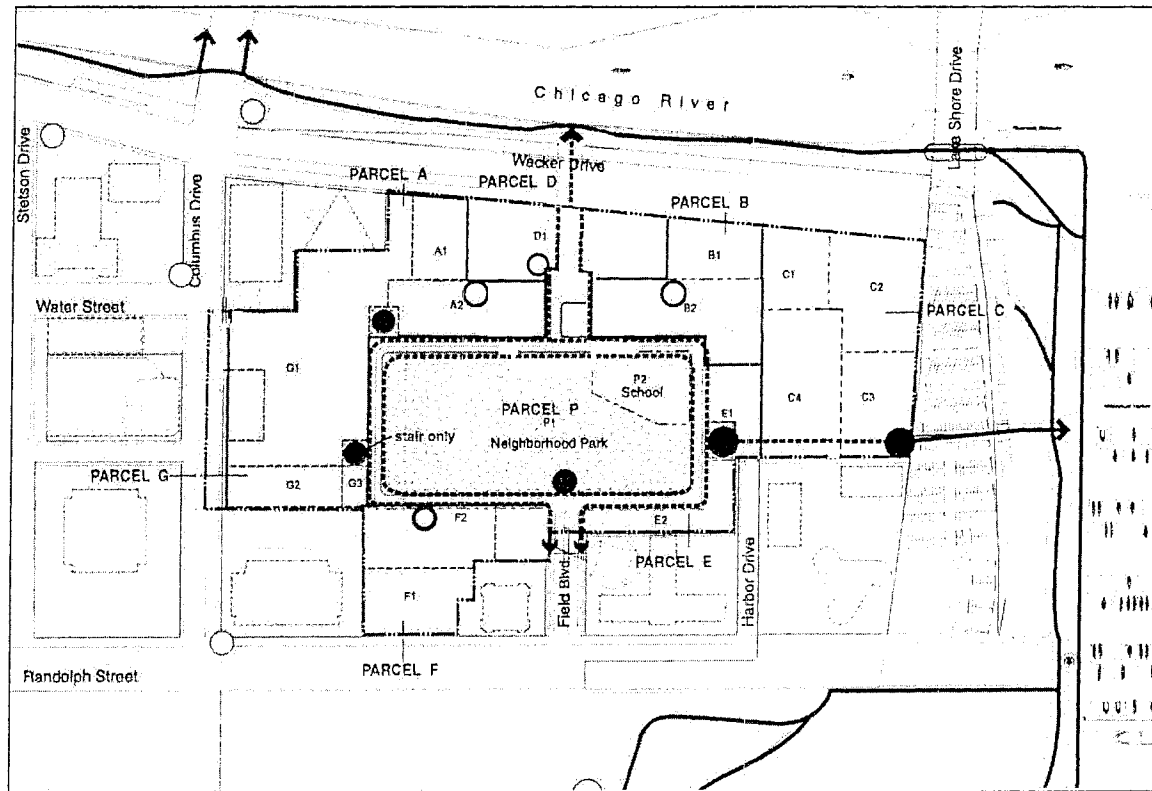 Chicago River
Lake Shore Drive
Stetson Drive
Columbus Drive
Wacker Drive
PARCEL A
PARCEL D
PARCEL B
D1
A1
B1
C1
C2
Water Street
A2
B2
PARCEL C
G1
P2
School
PARCEL P
P1
E1
C4
C3
stair only
Neighborhood Park
PARCEL G
G2
G3
F2
E2
PARCEL E
Field Blvd.
Harbor Drive
F1
Randolph Street
PARCEL F